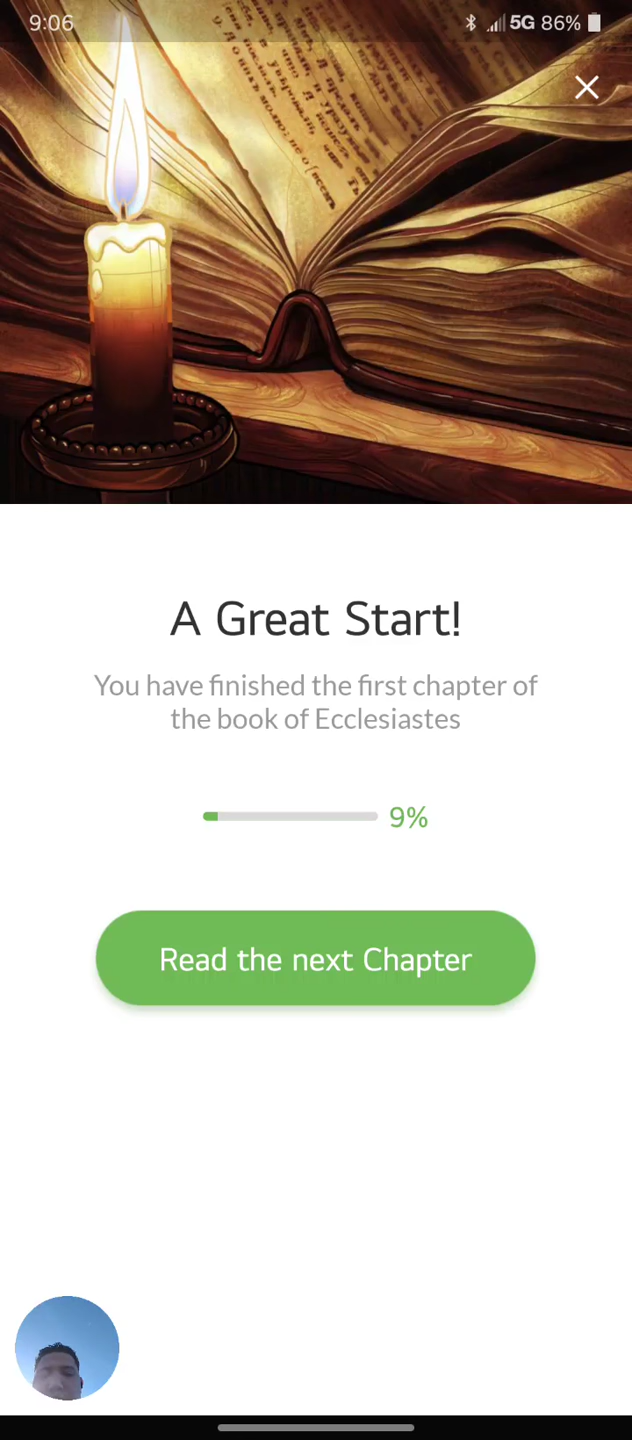 9:06 5G 86%
A Great Start!
You have finished the first chapter of
the book of Ecclesiastes
9%
Read the next Chapter